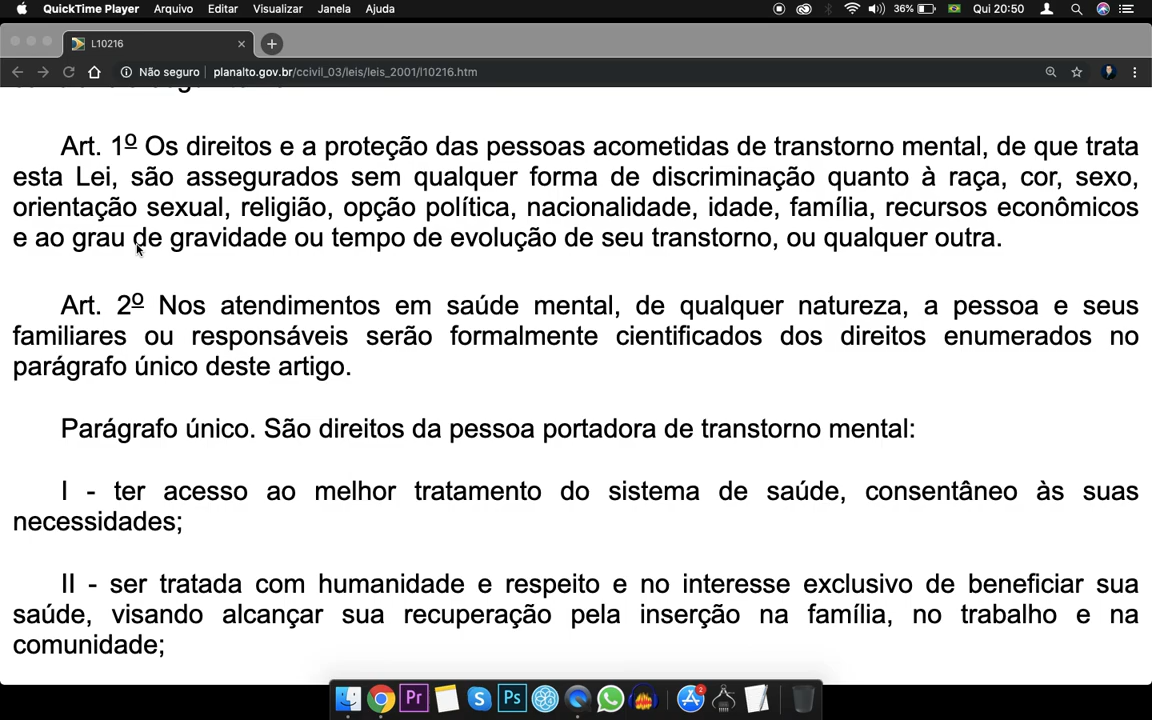 QuickTime Player Arquivo Editar Visualizar Janela Ajuda 36% Qui 20:50
L10216
Não seguro planalto.gov.br/ccivil_03/leis/leis_2001/l10216.htm
Art. 1º Os direitos e a proteção das pessoas acometidas de transtorno mental, de que trata
esta Lei, são assegurados sem qualquer forma de discriminação quanto à raça, cor, sexo,
orientação sexual, religião, opção política, nacionalidade, idade, família, recursos econômicos
e ao grau de gravidade ou tempo de evolução de seu transtorno, ou qualquer outra.
Art. 2º Nos atendimentos em saúde mental, de qualquer natureza, a pessoa e seus
familiares ou responsáveis serão formalmente cientificados dos direitos enumerados no
parágrafo único deste artigo.
Parágrafo único. São direitos da pessoa portadora de transtorno mental:
I - ter acesso ao melhor tratamento do sistema de saúde, consentâneo às suas
necessidades;
II - ser tratada com humanidade e respeito e no interesse exclusivo de beneficiar sua
saúde, visando alcançar sua recuperação pela inserção na família, no trabalho e na
comunidade;
Pr Ps 2